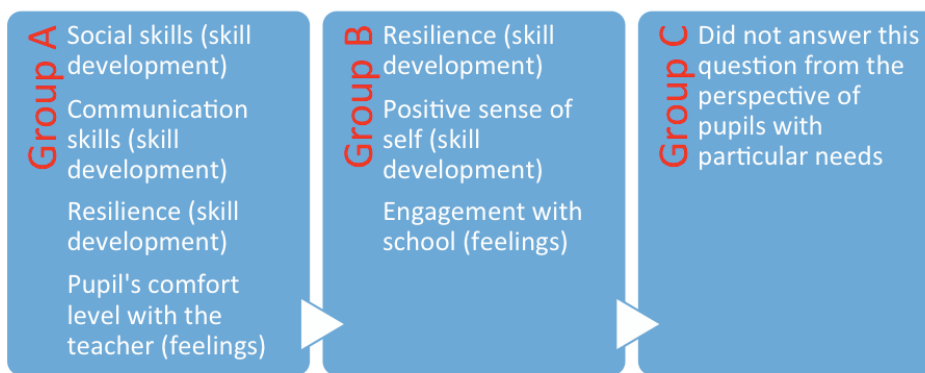 Group A
Social skills (skill
development)
Communication
skills (skill
development)
Resilience (skill
development)
Pupil's comfort
level with the
teacher (feelings)
Group B
Resilience (skill
development)
Positive sense of
self (skill
development)
Engagement with
school (feelings)
Group C
Did not answer this
question from the
perspective of
pupils with
particular needs